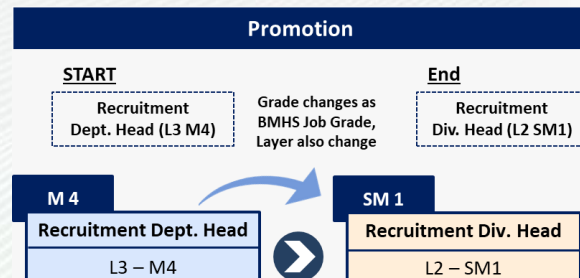 Promotion
START
End
Recruitment
Dept. Head (L3 M4)
Grade changes as
BMHS Job Grade,
Layer also change
Recruitment
Div. Head (L2 SM1)
M 4
SM 1
Recruitment Dept. Head
Recruitment Div. Head
L3 – M4
L2 – SM1